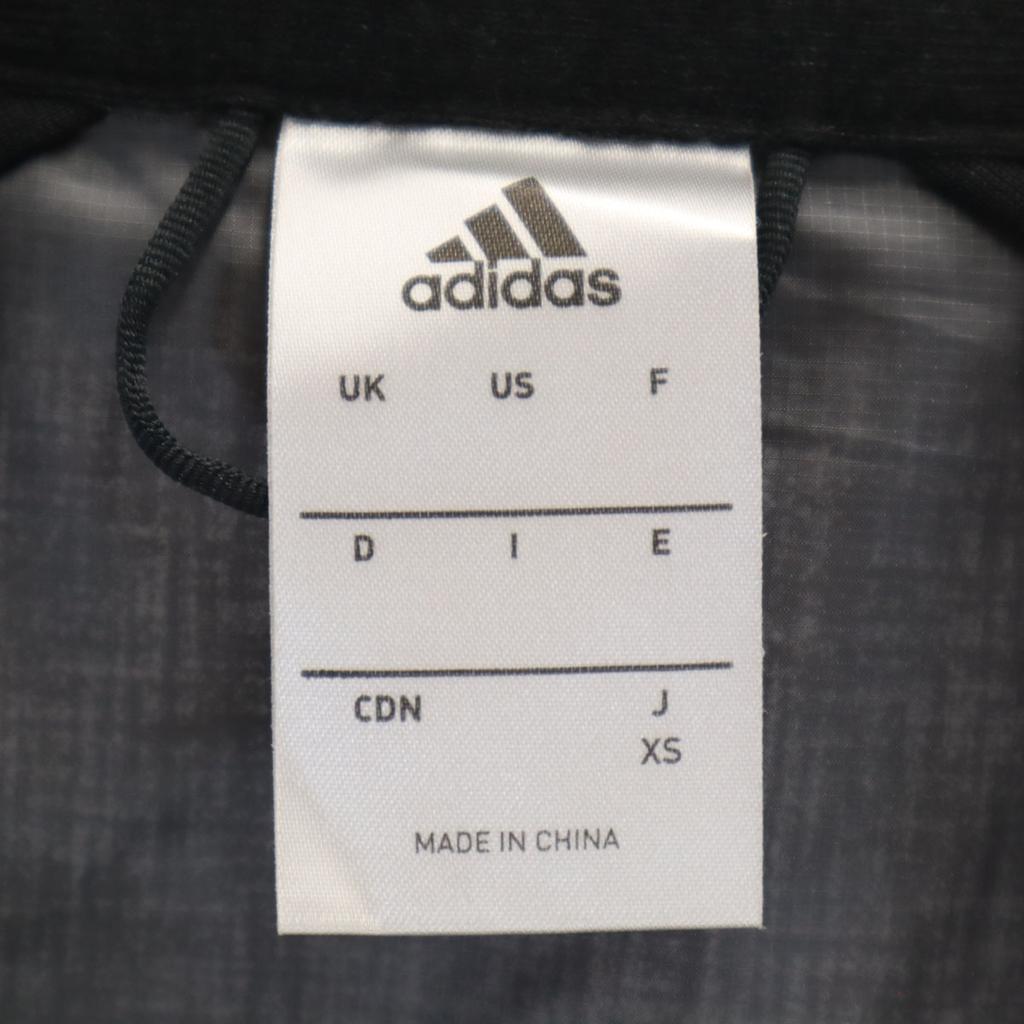 adidas
UK US F
D I E
CDN J
XS
MADE IN CHINA